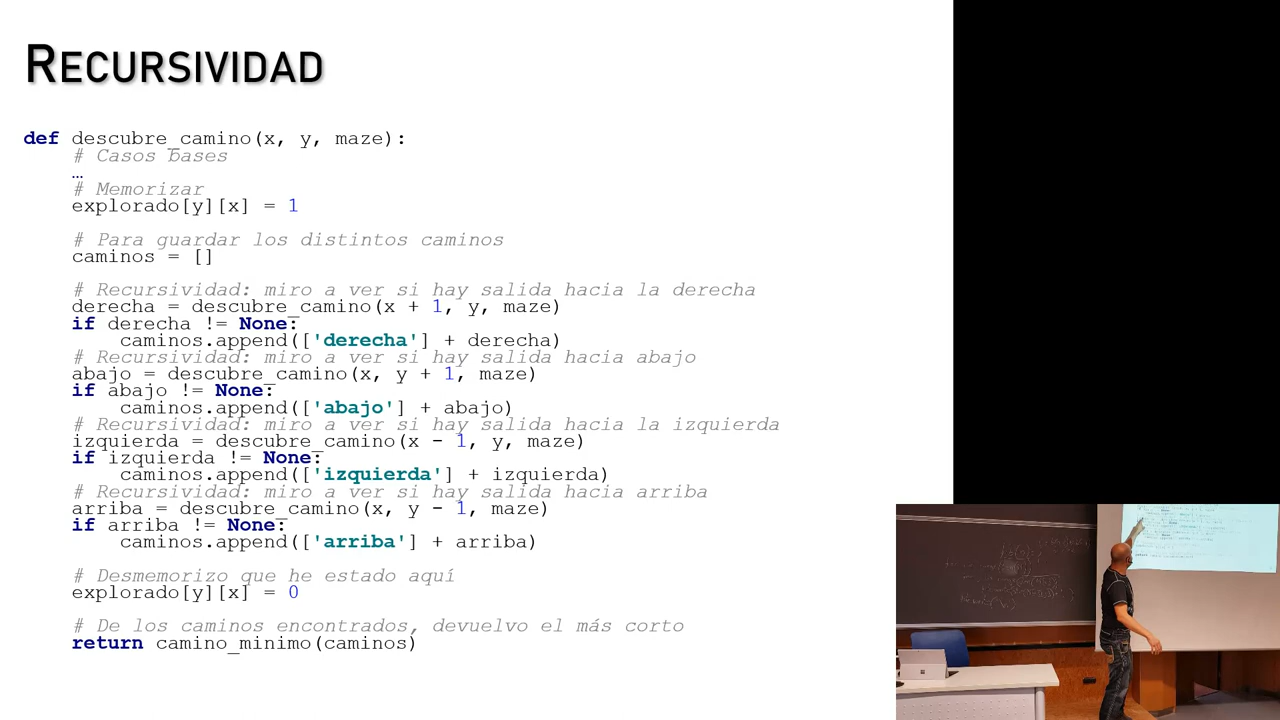 RECURSIVIDAD
def descubre_camino(x, y, maze):
# Casos bases
…
# Memorizar
explorado[y][x] = 1
# Para guardar los distintos caminos
caminos = []
# Recursividad: miro a ver si hay salida hacia la derecha
derecha = descubre_camino(x + 1, y, maze)
if derecha != None:
caminos.append(['derecha'] + derecha)
# Recursividad: miro a ver si hay salida hacia abajo
abajo = descubre_camino(x, y + 1, maze)
if abajo != None:
caminos.append(['abajo'] + abajo)
# Recursividad: miro a ver si hay salida hacia la izquierda
izquierda = descubre_camino(x - 1, y, maze)
if izquierda != None:
caminos.append(['izquierda'] + izquierda)
# Recursividad: miro a ver si hay salida hacia arriba
arriba = descubre_camino(x, y - 1, maze)
if arriba != None:
caminos.append(['arriba'] + arriba)
# Desmemorizo que he estado aquí
explorado[y][x] = 0
# De los caminos encontrados, devuelvo el más corto
return camino_minimo(caminos)